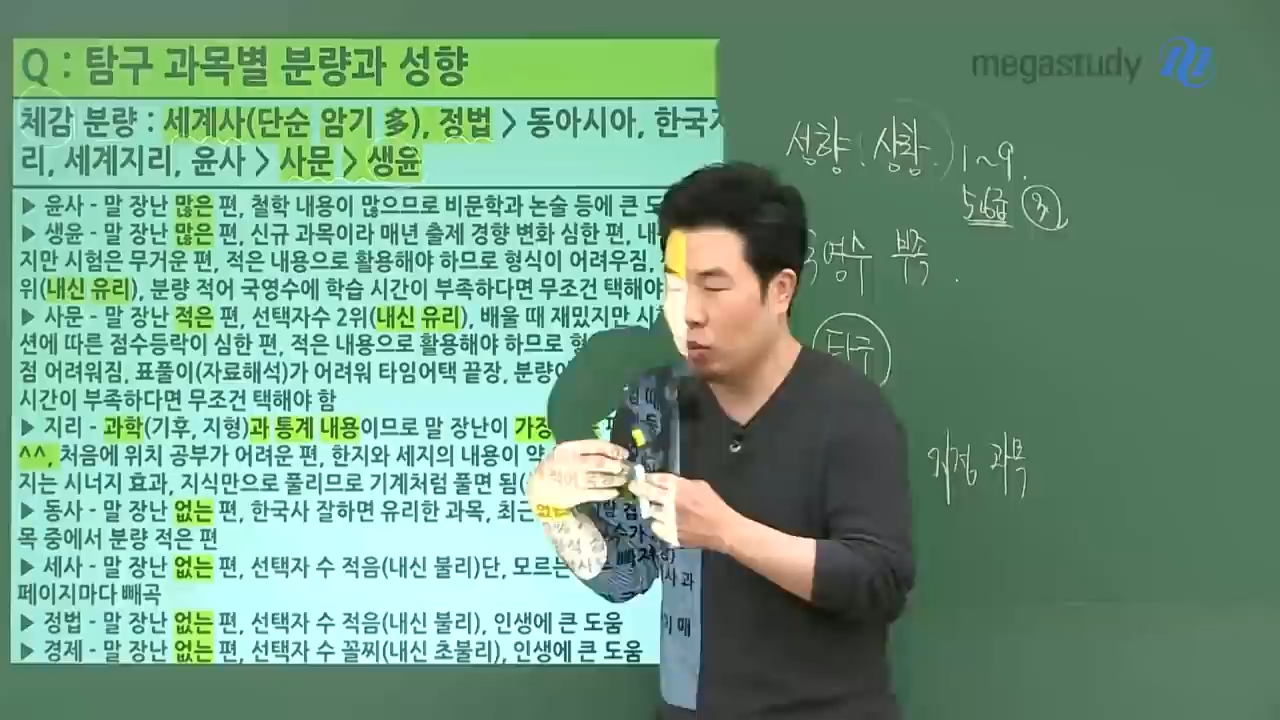 Q : 탐구 과목별 분량과 성향
체감 분량 : 세계사(단순 암기 多), 정법 > 동아시아, 한국지
리, 세계지리, 윤사 > 사문 > 생윤
▶ 윤사 - 말 장난 많은 편, 철학 내용이 많으므로 비문학과 논술 등에 큰
▶ 생윤 - 말 장난 많은 편, 신규 과목이라 매년 출제 경향 변화 심한 편,
지만 시험은 무거운 편, 적은 내용으로 활용해야 하므로 형식이 어려우짐,
위(내신 유리), 분량 적어 국영수에 학습 시간이 부족하다면 무조건 택해야
▶ 사문 - 말 장난 적은 편, 선택자수 2위(내신 유리), 배울 때 재밌지만
션에 따른 점수등락이 심한 편, 적은 내용으로 활용해야 하므로
점 어려워짐, 표풀이(자료해석)가 어려워 타임어택 끝장,
시간이 부족하다면 무조건 택해야 함
▶ 지리 - 과학(기후, 지형)과 통계 내용이므로 말 장난이
^^, 처음에 위치 공부가 어려운 편, 한지와 세지의 내용이
지는 시너지 효과, 지식만으로 풀리므로 기계처럼 풀면 됨
▶ 동사 - 말 장난 없는 편, 한국사 잘하면 유리한 과목,
목 중에서 분량 적은 편
▶ 세사 - 말 장난 없는 편, 선택자 수 적음(내신 불리)단,
페이지마다 빼곡
▶ 정법 - 말 장난 없는 편, 선택자 수 적음(내신 불리), 인생에 큰 도움
▶ 경제 - 말 장난 없는 편, 선택자 수 꼴찌(내신 초불리), 인생에 큰 도움
megastudy
성향. 상황. 1~9.
3
영수 부족.
탐구
과목